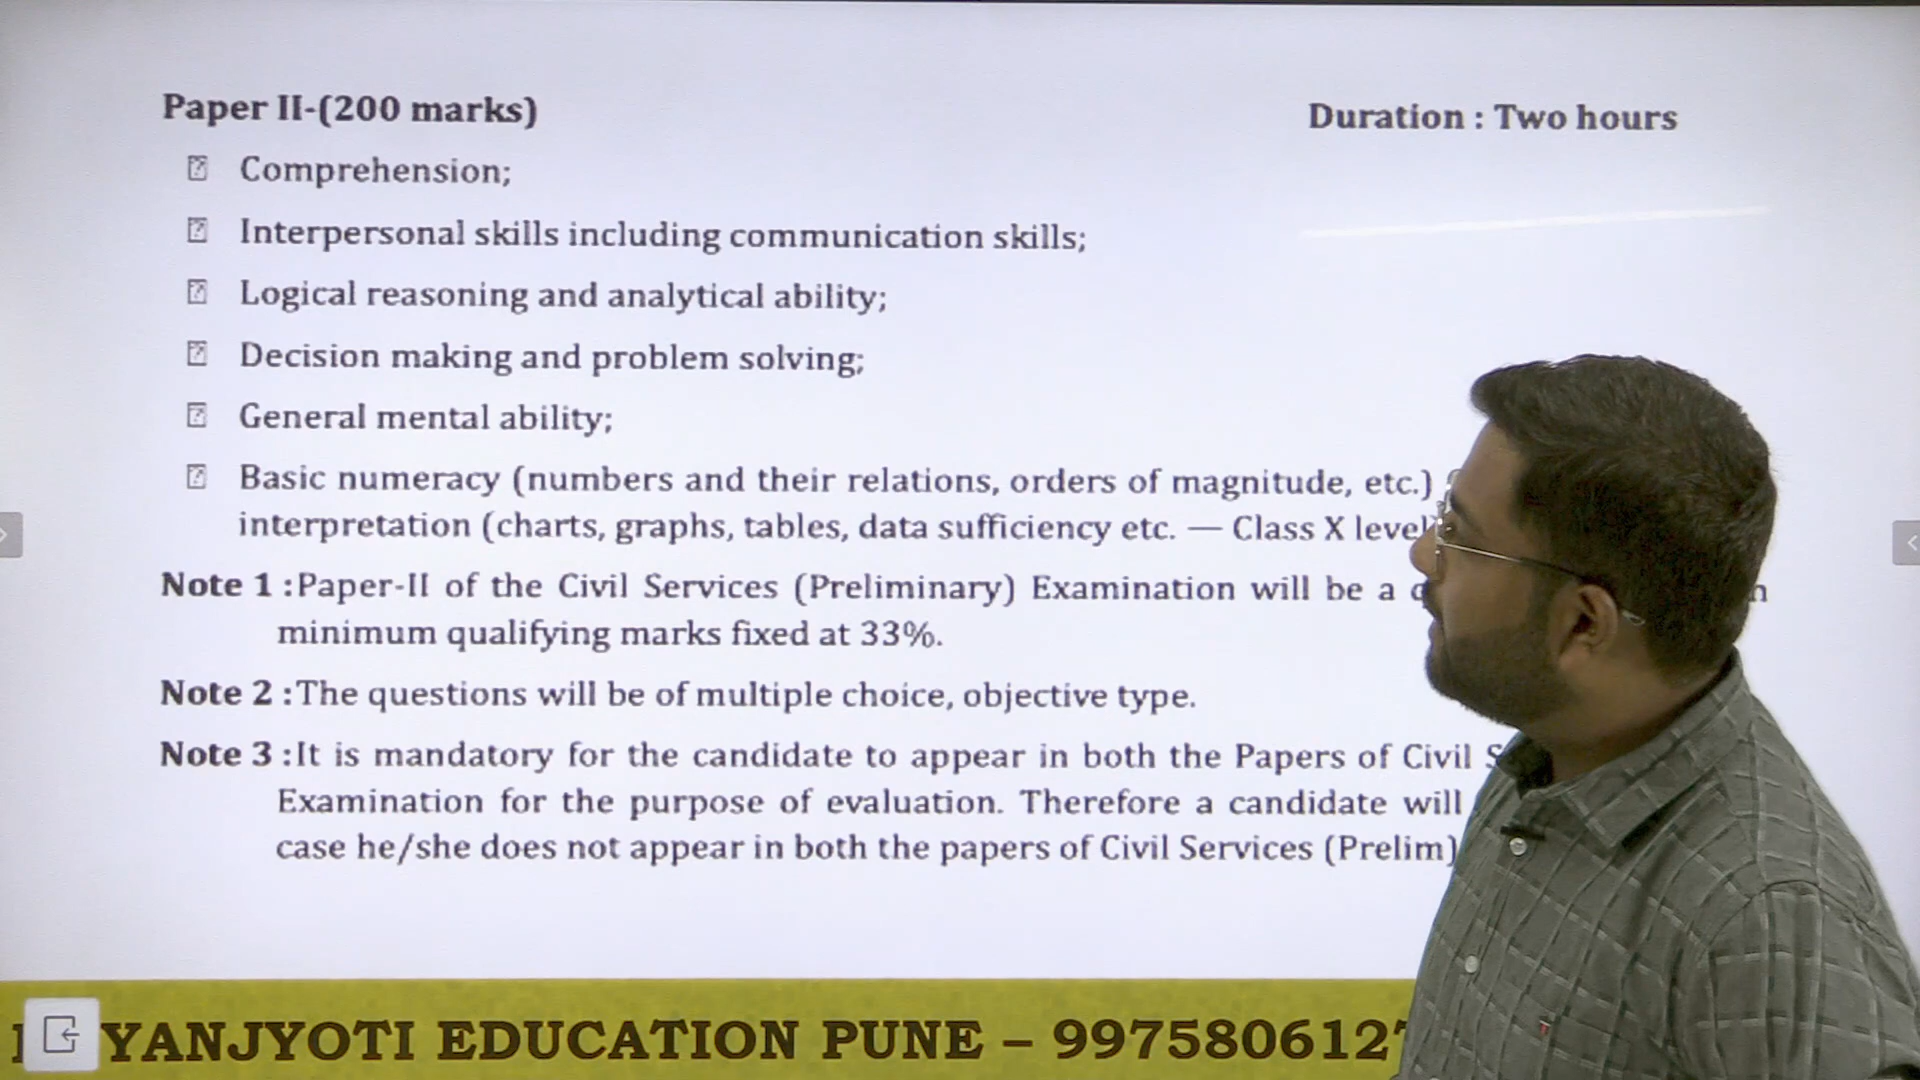 Paper II-(200 marks)
Duration : Two hours
Comprehension;
Interpersonal skills including communication skills;
Logical reasoning and analytical ability;
Decision making and problem solving;
General mental ability;
Basic numeracy (numbers and their relations, orders of magnitude, etc.)
interpretation (charts, graphs, tables, data sufficiency etc. — Class X level
Note 1 :Paper-II of the Civil Services (Preliminary) Examination will be a
minimum qualifying marks fixed at 33%.
Note 2 :The questions will be of multiple choice, objective type.
Note 3 :It is mandatory for the candidate to appear in both the Papers of Civil
Examination for the purpose of evaluation. Therefore a candidate will
case he/she does not appear in both the papers of Civil Services (Prelim)
EDUCATION PUNE – 997580612